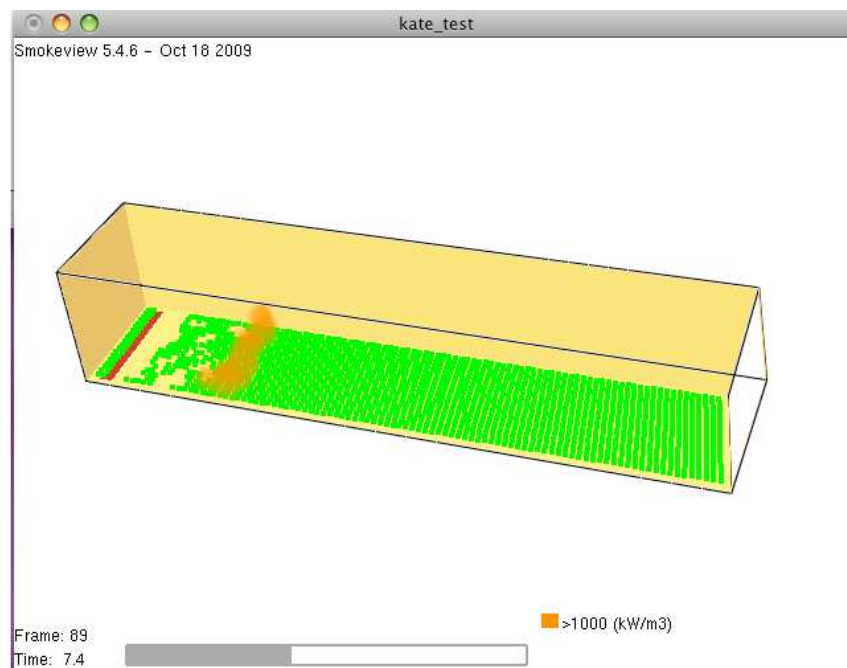 kate_test
Smokeview 5.4.6 - Oct 18 2009
>1000 (kW/m3)
Frame: 89
Time: 7.4